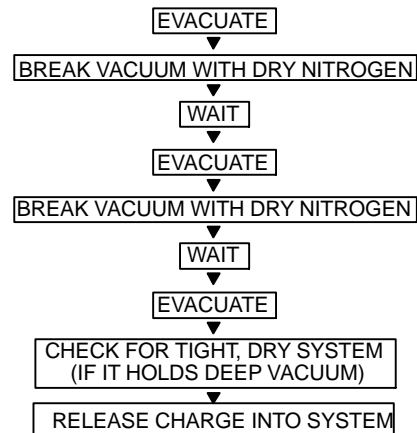 EVACUATE
BREAK VACUUM WITH DRY NITROGEN
WAIT
EVACUATE
BREAK VACUUM WITH DRY NITROGEN
WAIT
EVACUATE
CHECK FOR TIGHT, DRY SYSTEM
(IF IT HOLDS DEEP VACUUM)
RELEASE CHARGE INTO SYSTEM